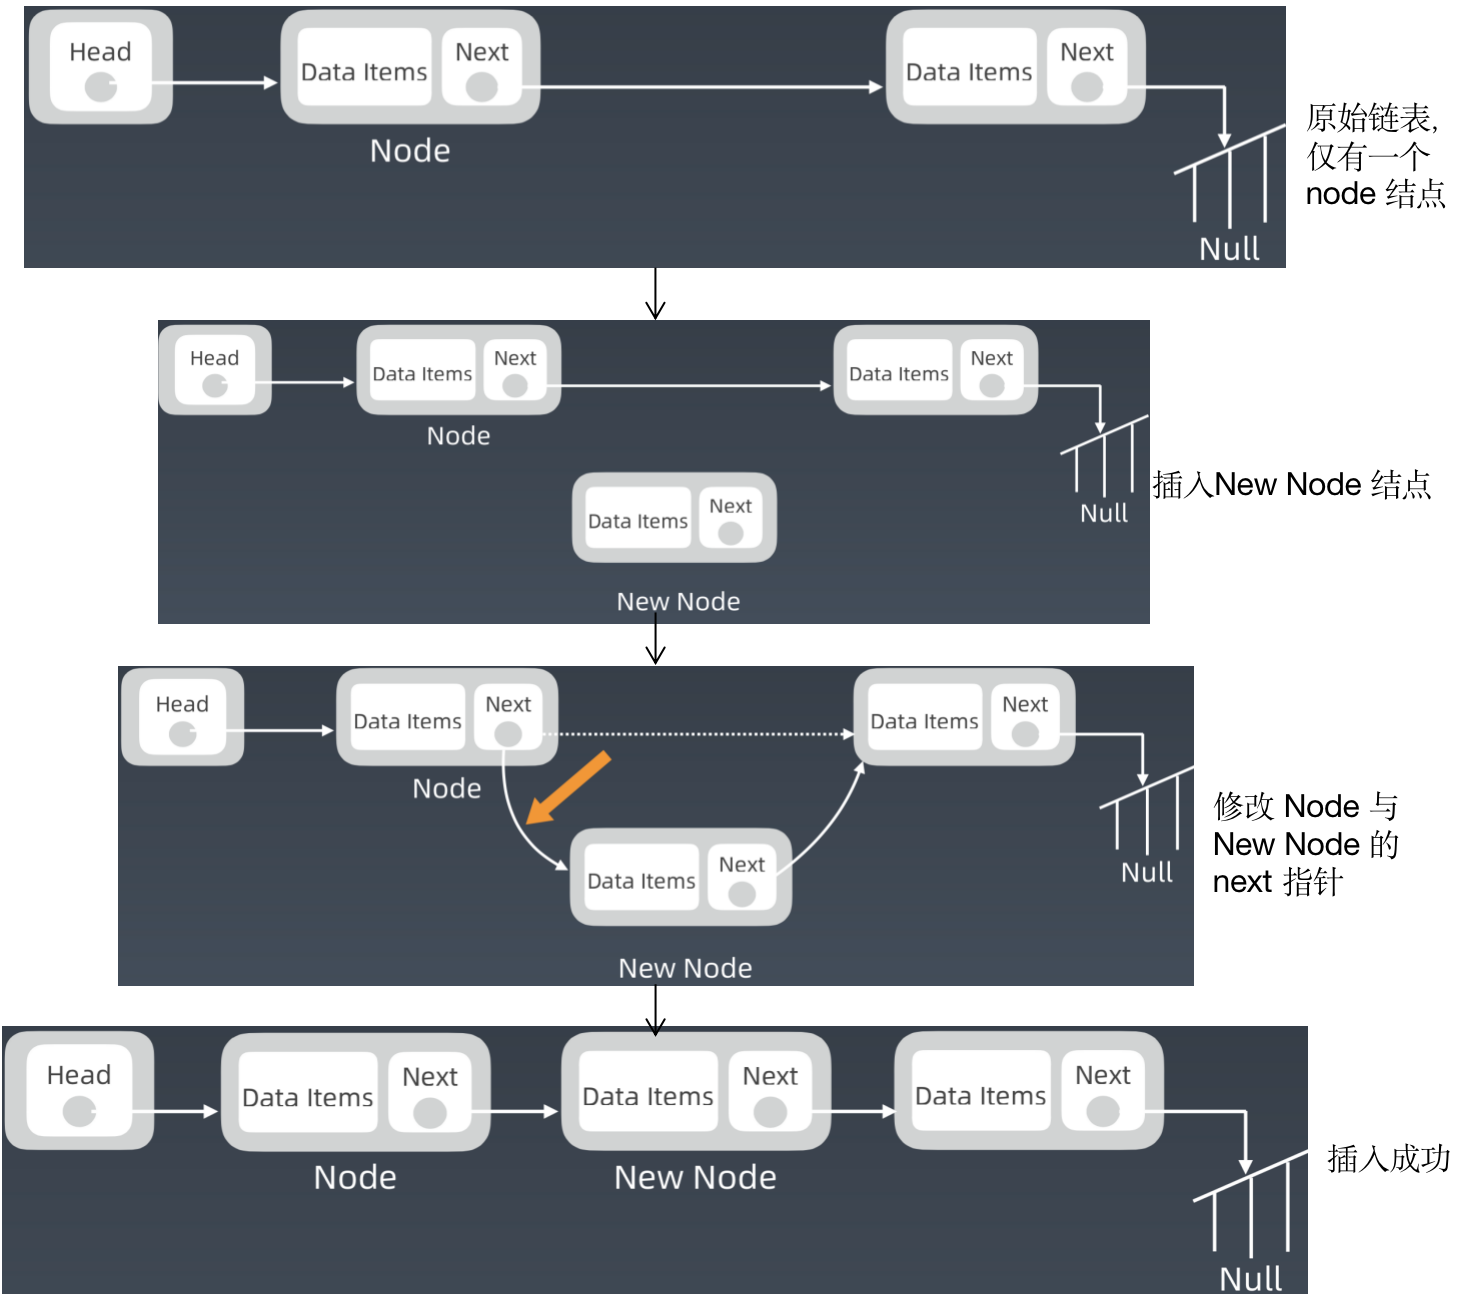 Head
Data Items
Next
Data Items
Next
Node
Null
原始链表,
仅有一个
node 结点
Head
Data Items
Next
Data Items
Next
Node
Data Items
Next
New Node
Null
插入New Node 结点
Head
Data Items
Next
Data Items
Next
Node
Data Items
Next
New Node
Null
修改 Node 与
New Node 的
next 指针
Head
Data Items
Next
Data Items
Next
Data Items
Next
Node
New Node
Null
插入成功